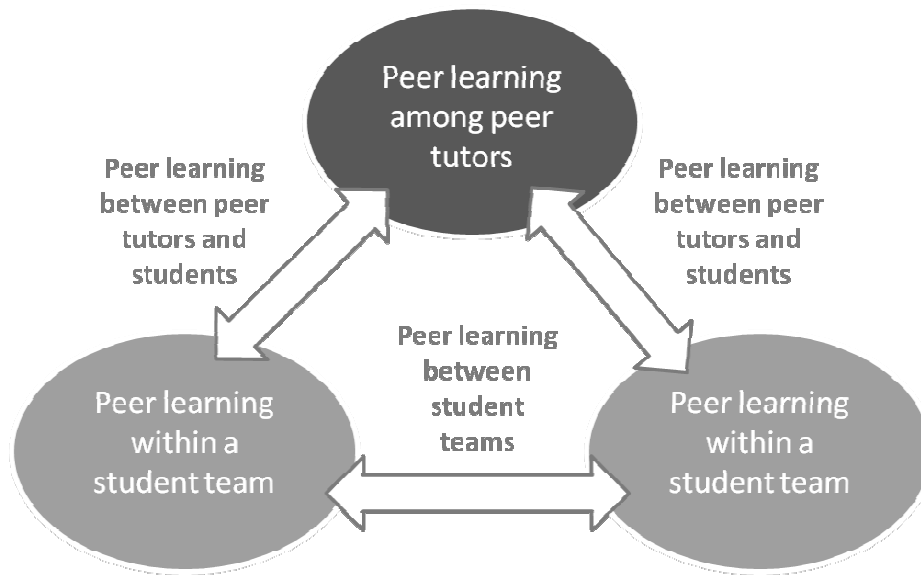 Peer learning
among peer
tutors
Peer learning
between peer
tutors and
students
Peer learning
between peer
tutors and
students
Peer learning
between
student
teams
Peer learning
within a
student team
Peer learning
within a
student team